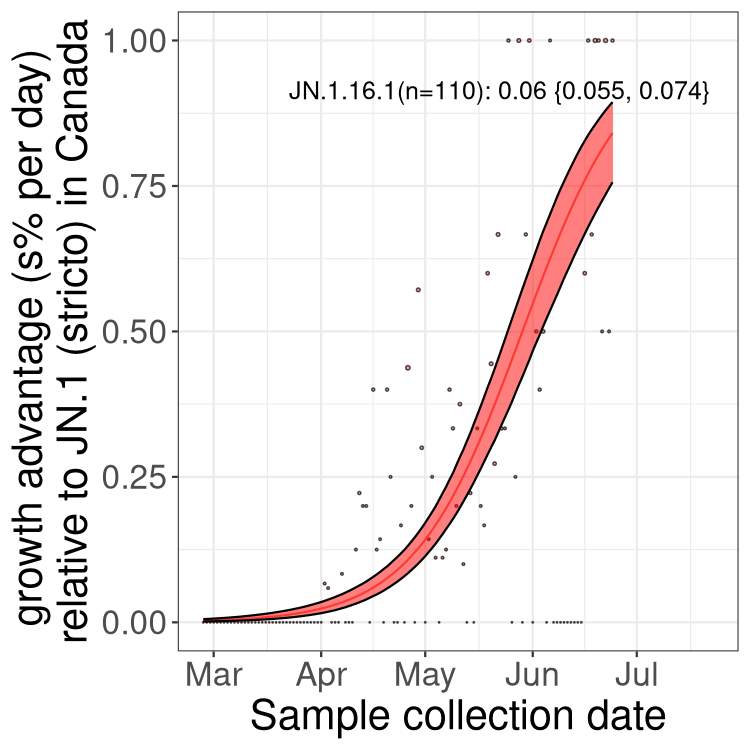 growth advantage (s% per day)
relative to JN.1 (stricto) in Canada
1.00
0.75
0.50
0.25
0.00
JN.1.16.1(n=110): 0.06 {0.055, 0.074}
Mar Apr May Jun Jul
Sample collection date